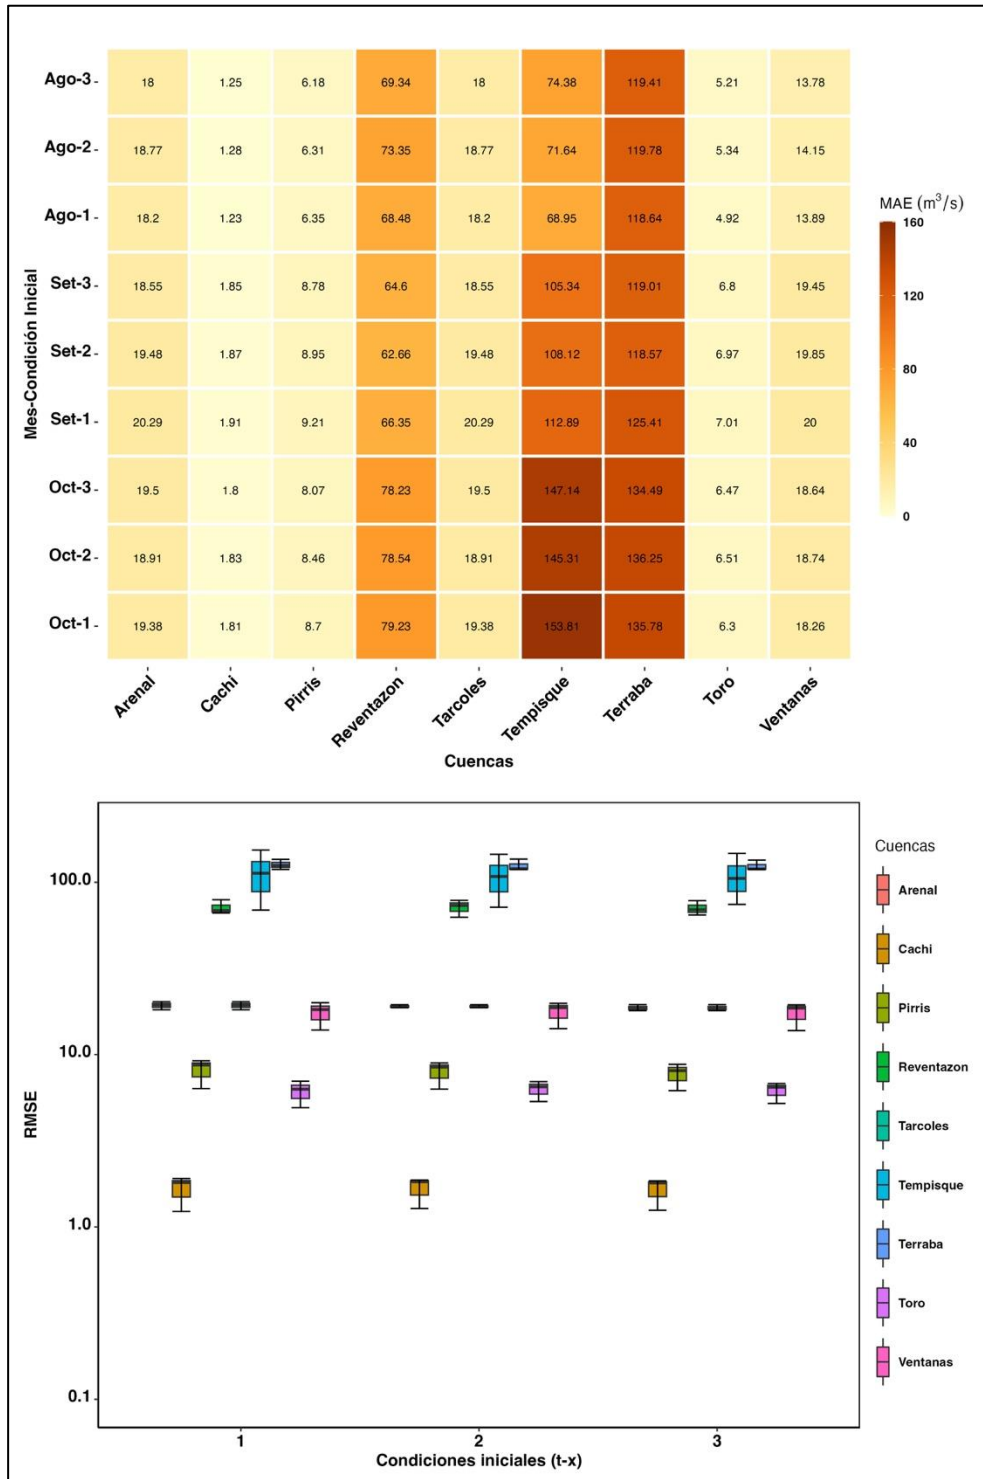 Ago-3 18 1.25 6.18 69.34 18 74.38 119.41 5.21 13.78
Ago-2 18.77 1.28 6.31 73.35 18.77 71.64 119.78 5.34 14.15
Ago-1 18.2 1.23 6.35 68.48 18.2 68.95 118.64 4.92 13.89
Set-3 18.55 1.85 8.78 64.6 18.55 105.34 119.01 6.8 19.45
Set-2 19.48 1.87 8.95 62.66 19.48 108.12 118.57 6.97 19.85
Set-1 20.29 1.91 9.21 66.35 20.29 112.89 125.41 7.01 20
Oct-3 19.5 1.8 8.07 78.23 19.5 147.14 134.49 6.47 18.64
Oct-2 18.91 1.83 8.46 78.54 18.91 145.31 136.25 6.51 18.74
Oct-1 19.38 1.81 8.7 79.23 19.38 153.81 135.78 6.3 18.26
Mes-Condición Inicial
Arenal Cachi Pirris Reventazon Tarcoles Tempisque Terraba Toro Ventanas
Cuencas
MAE (m³/s)
160
120
80
40
0
RMSE
100.0
10.0
1.0
0.1
1 2 3
Condiciones iniciales (t-x)
Cuencas
Arenal
Cachi
Pirris
Reventazon
Tarcoles
Tempisque
Terraba
Toro
Ventanas